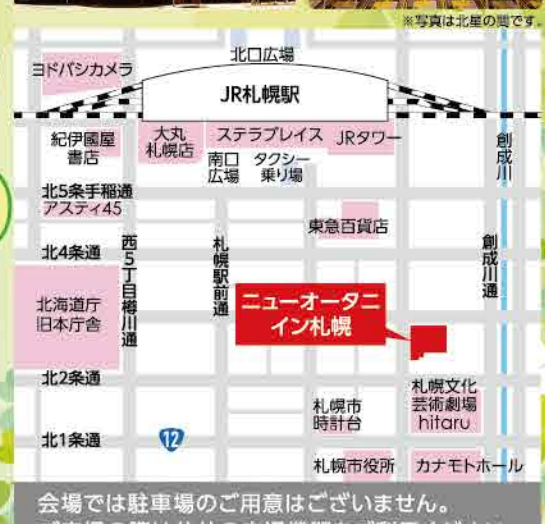 ※写真は北星の間です。
北口広場
ヨドバシカメラ
JR札幌駅
紀伊國屋
書店
大丸
札幌店
ステラプレイス
JRタワー
南口
広場
タクシー
乗り場
創成川
北5条手稲通
アスティ45
東急百貨店
北4条通
西5丁目樽川通
札幌駅前通
創成川通
北海道庁
旧本庁舎
ニューオータニ
イン札幌
北2条通
札幌市
時計台
札幌文化
芸術劇場
hitaru
北1条通
12
札幌市役所
カナモトホール
会場では駐車場のご用意はございません。